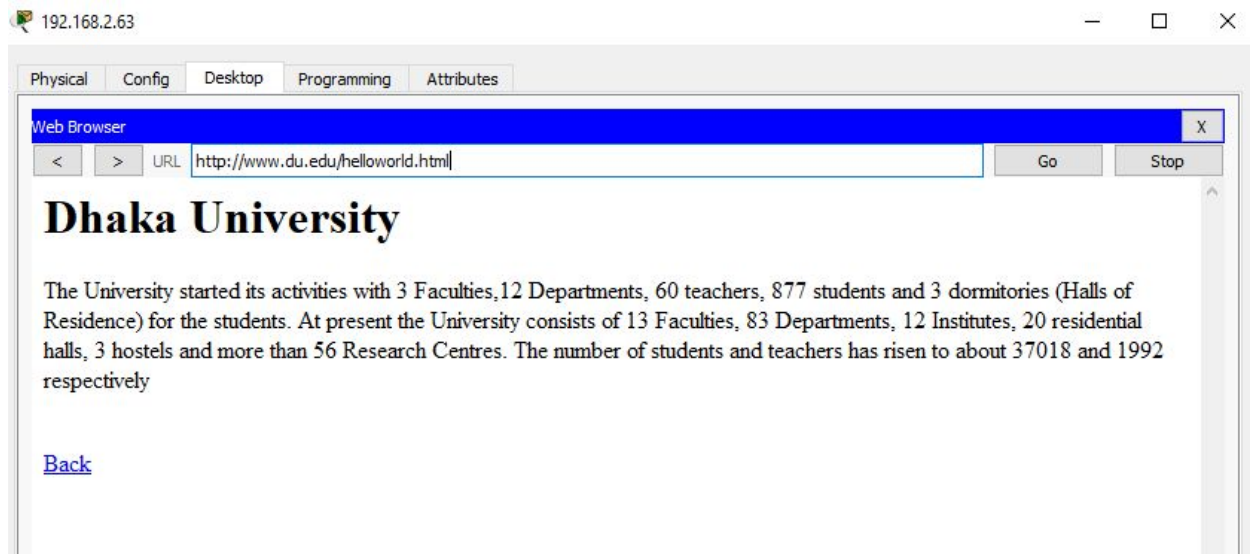 192.168.2.63
Physical Config Desktop Programming Attributes
Web Browser X
< > URL http://www.du.edu/helloworld.html Go Stop
Dhaka University
The University started its activities with 3 Faculties,12 Departments, 60 teachers, 877 students and 3 dormitories (Halls of
Residence) for the students. At present the University consists of 13 Faculties, 83 Departments, 12 Institutes, 20 residential
halls, 3 hostels and more than 56 Research Centres. The number of students and teachers has risen to about 37018 and 1992
respectively
Back